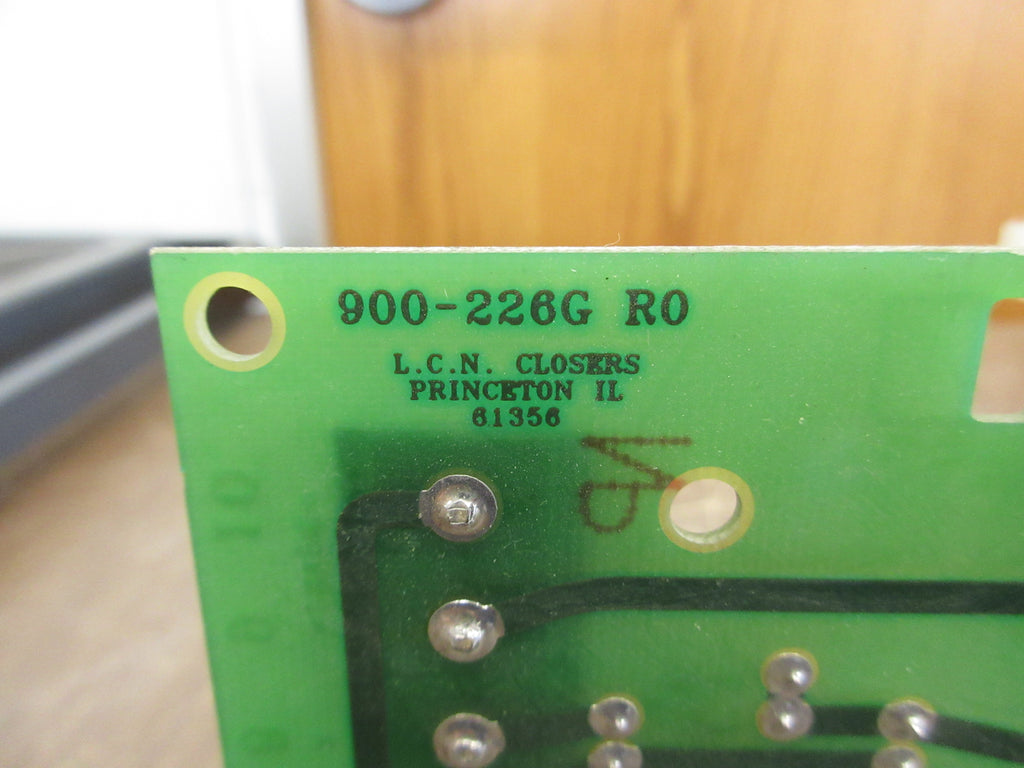 900-226G R0
L.C.N. CLOSERS
PRINCETON IL
61356